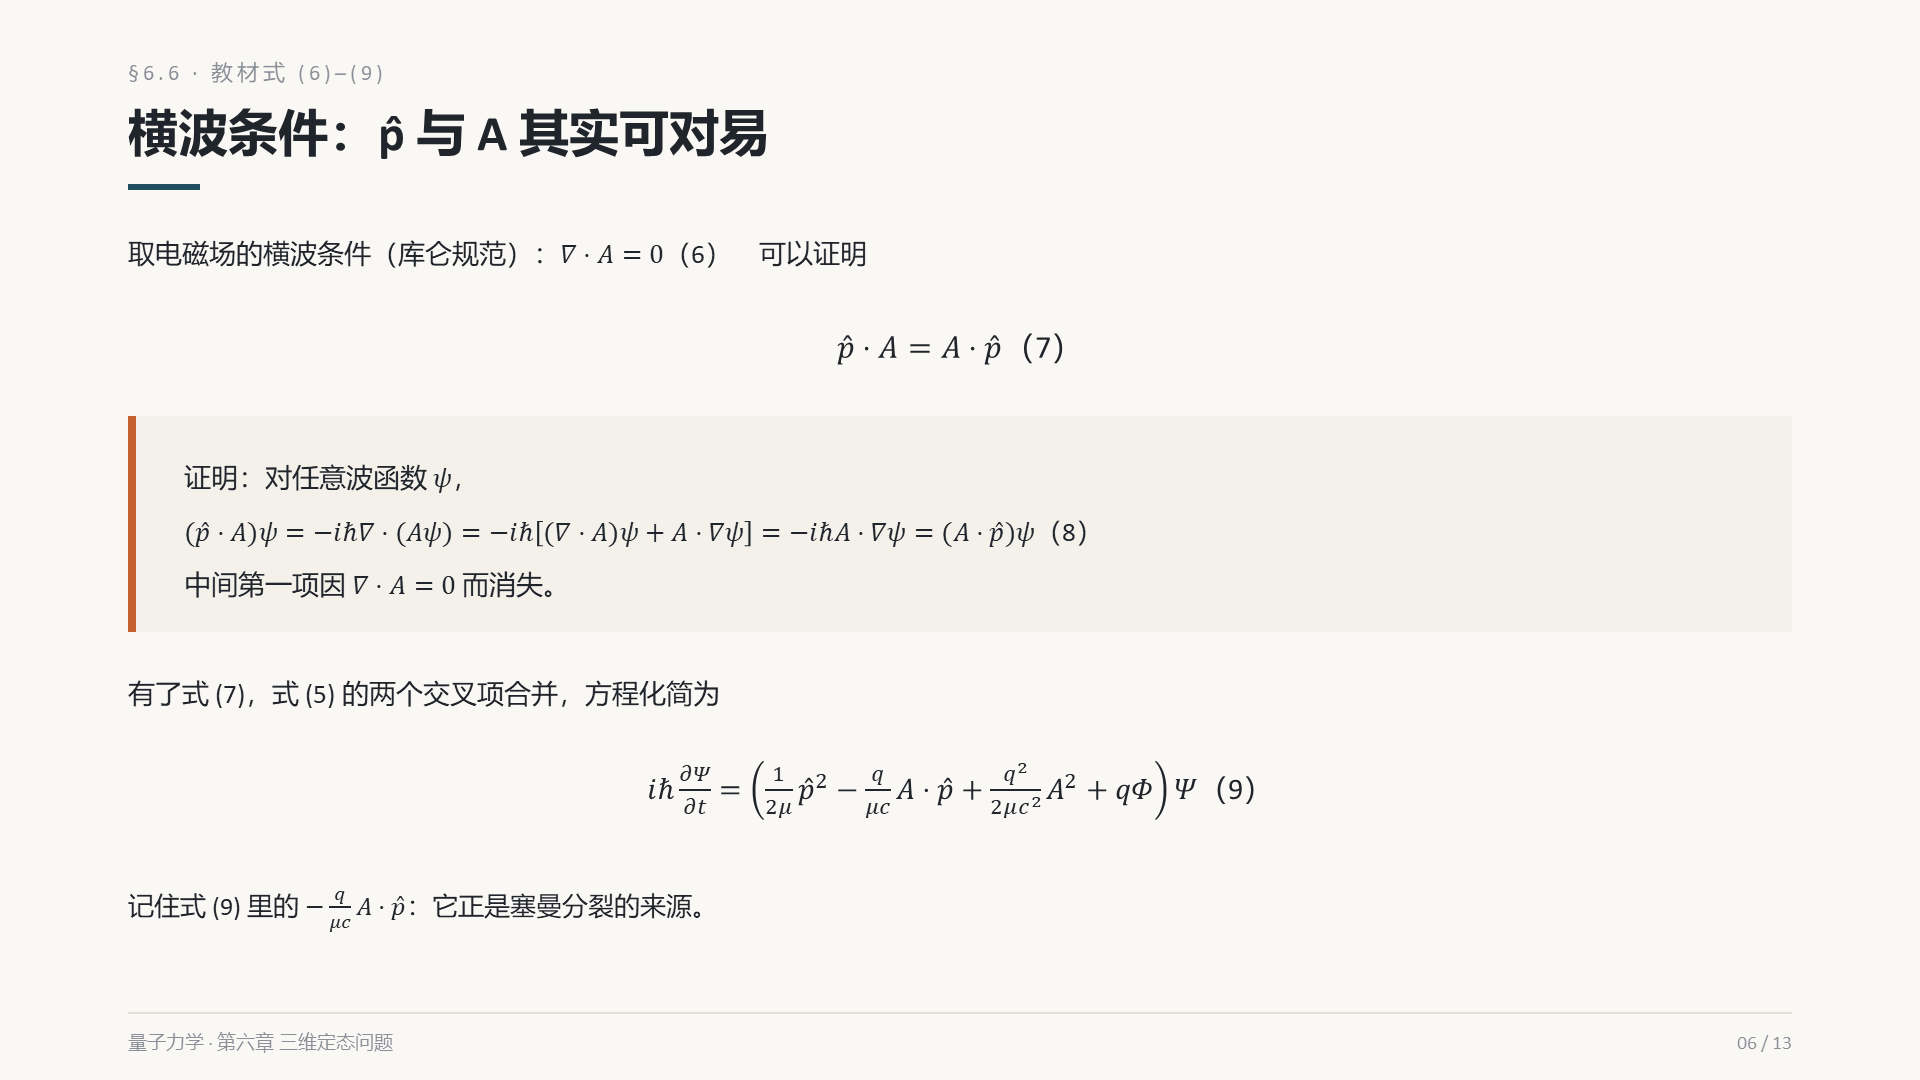 §6.6 · 教材式 (6)–(9)
横波条件：p̂ 与 A 其实可对易
取电磁场的横波条件（库仑规范）：∇ · A = 0（6） 可以证明
p̂ · A = A · p̂（7）
证明：对任意波函数 ψ，
(p̂ · A)ψ = −iℏ∇ · (Aψ) = −iℏ[(∇ · A)ψ + A · ∇ψ] = −iℏA · ∇ψ = (A · p̂)ψ（8）
中间第一项因 ∇ · A = 0 而消失。
有了式 (7)，式 (5) 的两个交叉项合并，方程化简为
iℏ ∂Ψ/∂t = (1/2μ p̂² − q/μc A · p̂ + q²/2μc² A² + qΦ) Ψ（9）
记住式 (9) 里的 − q/μc A · p̂：它正是塞曼分裂的来源。
量子力学 · 第六章 三维定态问题
06 / 13